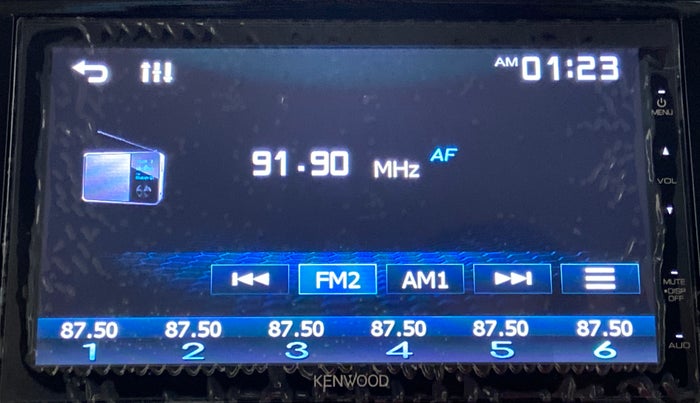 AM 01:23
91.90 MHz AF
FM2 AM1
87.50 87.50 87.50 87.50 87.50 87.50
1 2 3 4 5 6
KENWOOD
MENU
VOL
MUTE
•DISP
OFF
AUD